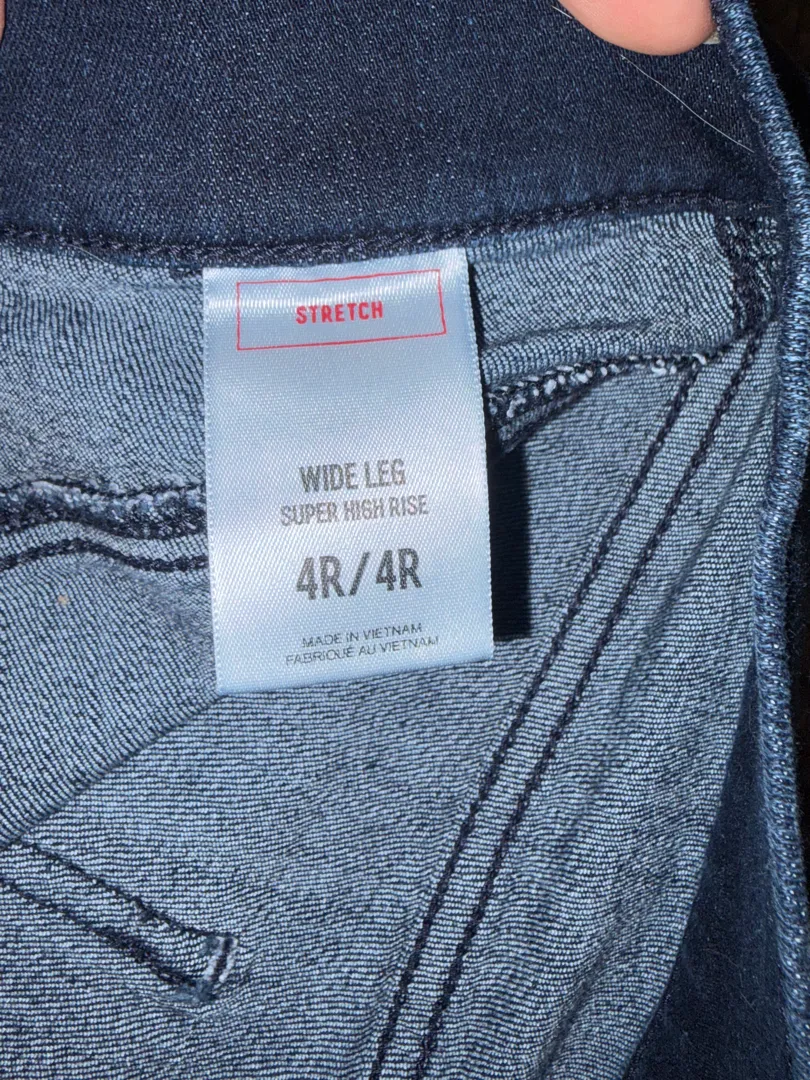 STRETCH
WIDE LEG
SUPER HIGH RISE
4R/4R
MADE IN VIETNAM
FABRIQUÉ AU VIETNAM